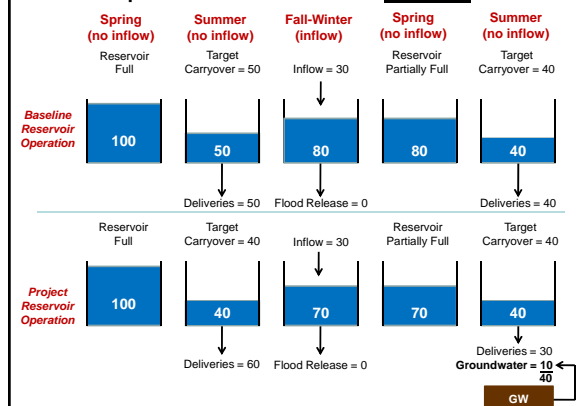 Spring
(no inflow)
Summer
(no inflow)
Fall-Winter
(inflow)
Spring
(no inflow)
Summer
(no inflow)
Reservoir
Full
Target
Carryover = 50
Inflow = 30
Reservoir
Partially Full
Target
Carryover = 40
Baseline
Reservoir
Operation
100
50
80
80
40
Deliveries = 50
Flood Release = 0
Deliveries = 40
Reservoir
Full
Target
Carryover = 40
Inflow = 30
Reservoir
Partially Full
Target
Carryover = 40
Project
Reservoir
Operation
100
40
70
70
40
Deliveries = 60
Flood Release = 0
Deliveries = 30
Groundwater = 10
40
GW